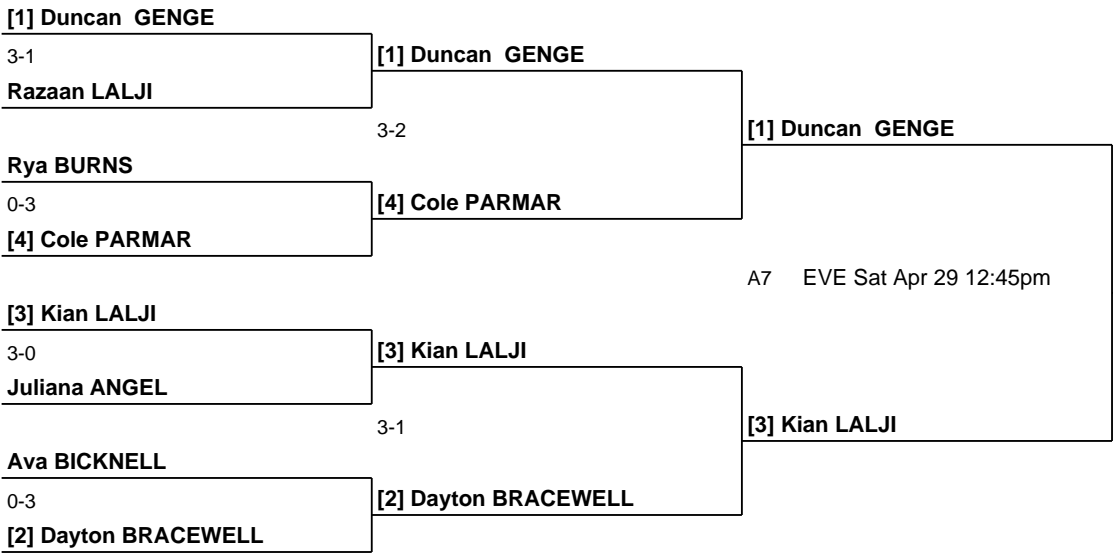 [1] Duncan  GENGE
3-1
[1] Duncan  GENGE
Razaan LALJI
3-2
[1] Duncan  GENGE
Rya BURNS
0-3
[4] Cole PARMAR
[4] Cole PARMAR
A7 EVE Sat Apr 29 12:45pm
[3] Kian LALJI
3-0
[3] Kian LALJI
Juliana ANGEL
3-1
[3] Kian LALJI
Ava BICKNELL
0-3
[2] Dayton BRACEWELL
[2] Dayton BRACEWELL